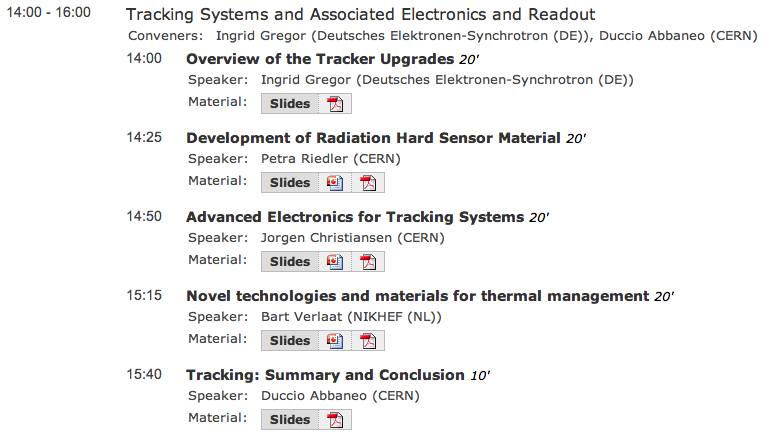 14:00 - 16:00 Tracking Systems and Associated Electronics and Readout
Conveners: Ingrid Gregor (Deutsches Elektronen-Synchrotron (DE)), Duccio Abbaneo (CERN)
14:00 Overview of the Tracker Upgrades 20'
Speaker: Ingrid Gregor (Deutsches Elektronen-Synchrotron (DE))
Material: Slides
14:25 Development of Radiation Hard Sensor Material 20'
Speaker: Petra Riedler (CERN)
Material: Slides
14:50 Advanced Electronics for Tracking Systems 20'
Speaker: Jorgen Christiansen (CERN)
Material: Slides
15:15 Novel technologies and materials for thermal management 20'
Speaker: Bart Verlaat (NIKHEF (NL))
Material: Slides
15:40 Tracking: Summary and Conclusion 10'
Speaker: Duccio Abbaneo (CERN)
Material: Slides